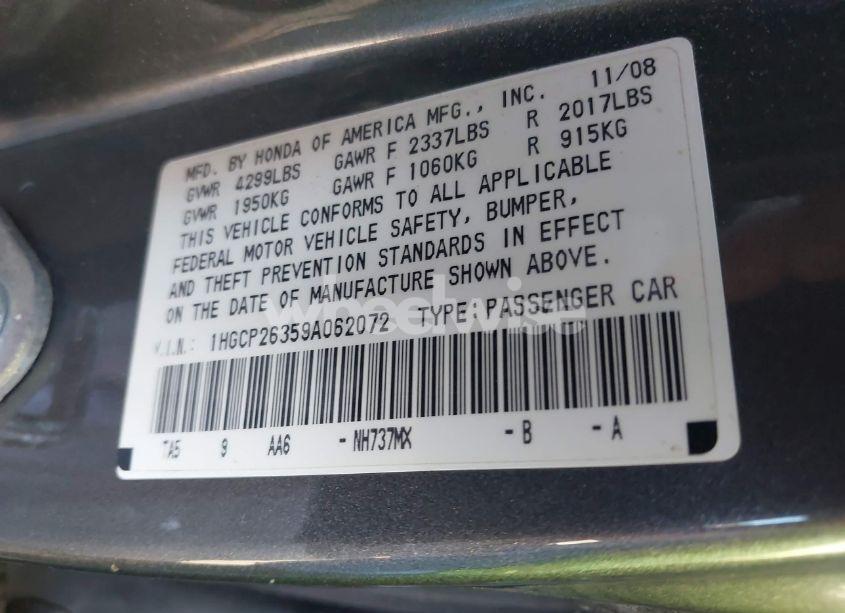 11/08
MFD. BY HONDA OF AMERICA MFG., INC.
GVWR 4299LBS GAWR F 2337LBS R 2017LBS
GVWR 1950KG GAWR F 1060KG R 915KG
THIS VEHICLE CONFORMS TO ALL APPLICABLE
FEDERAL MOTOR VEHICLE SAFETY, BUMPER,
AND THEFT PREVENTION STANDARDS IN EFFECT
ON THE DATE OF MANUFACTURE SHOWN ABOVE.
V.I.N.: 1HGCP26359A062072 TYPE:PASSENGER CAR
TA5 9 AA6 -NH737MX -B -A
wheelwise